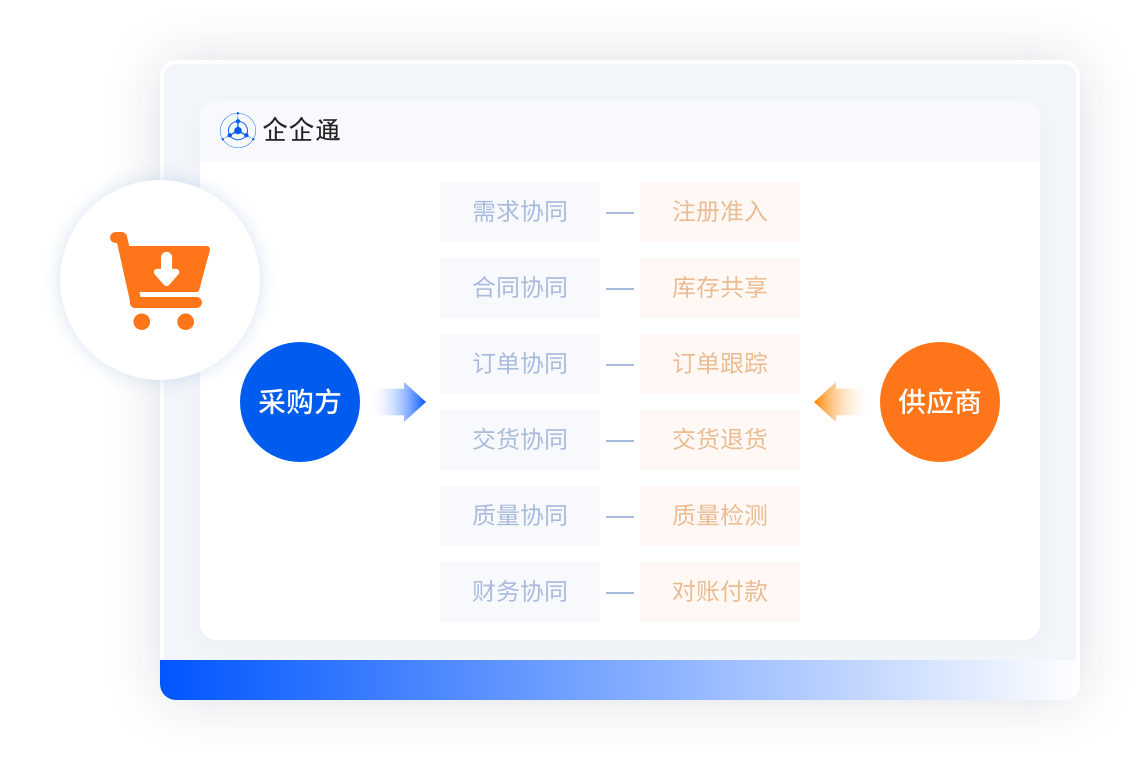 企企通
需求协同 — 注册准入
合同协同 — 库存共享
订单协同 — 订单跟踪
采购方
供应商
交货协同 — 交货退货
质量协同 — 质量检测
财务协同 — 对账付款